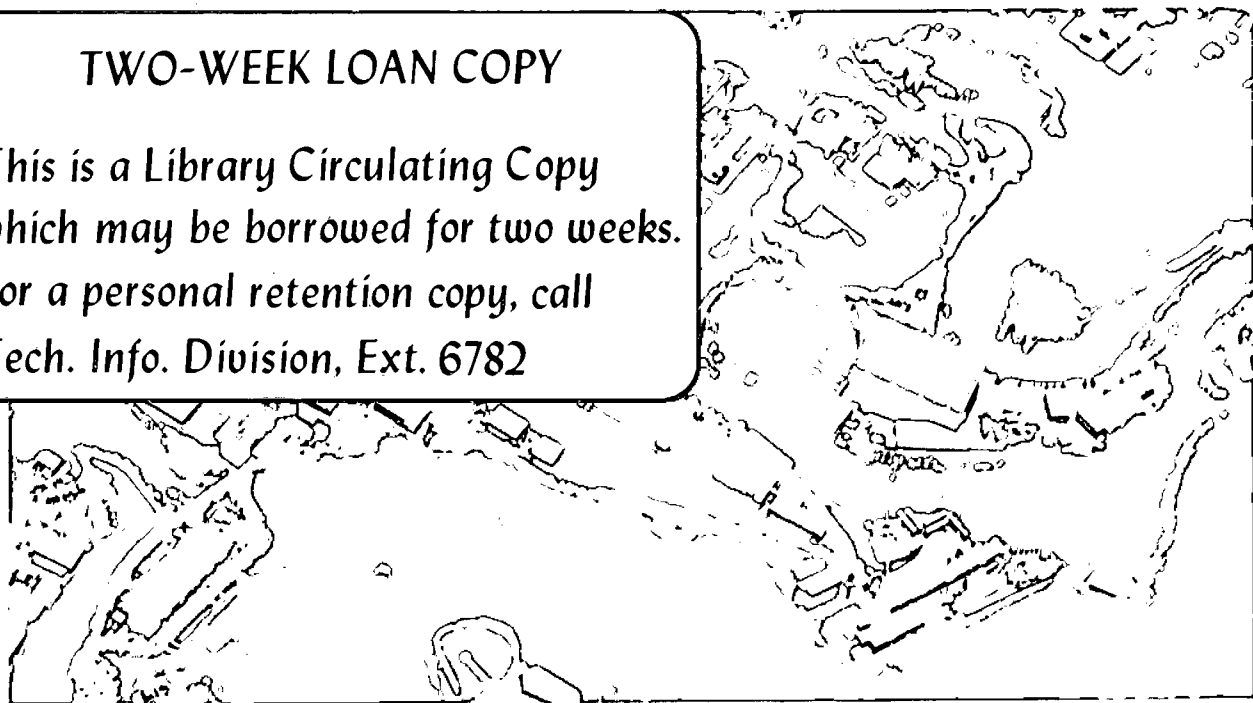 TWO-WEEK LOAN COPY
his is a Library Circulating Copy
hich may be borrowed for two weeks.
or a personal retention copy, call
ech. Info. Division, Ext. 6782